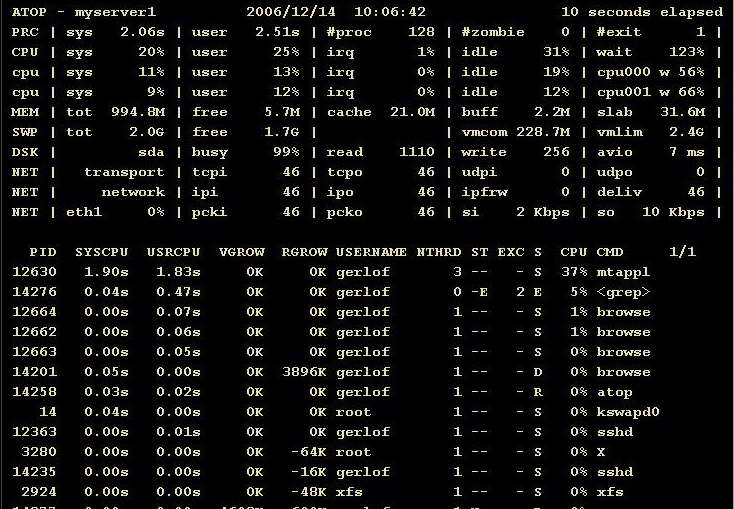 ATOP - myserver1 2006/12/14 10:06:42 10 seconds elapsed
PRC | sys 2.06s | user 2.51s | #proc 128 | #zombie 0 | #exit 1 |
CPU | sys 20% | user 25% | irq 1% | idle 31% | wait 123% |
cpu | sys 11% | user 13% | irq 0% | idle 19% | cpu000 w 56% |
cpu | sys 9% | user 12% | irq 0% | idle 12% | cpu001 w 66% |
MEM | tot 994.8M | free 5.7M | cache 21.0M | buff 2.2M | slab 31.6M |
SWP | tot 2.0G | free 1.7G | | vmcom 228.7M | vmlim 2.4G |
DSK | sda | busy 99% | read 1110 | write 256 | avio 7 ms |
NET | transport | tcpi 46 | tcpo 46 | udpi 0 | udpo 0 |
NET | network | ipi 46 | ipo 46 | ipfrw 0 | deliv 46 |
NET | eth1 0% | pcki 46 | pcko 46 | si 2 Kbps | so 10 Kbps |
PID SYSCPU USRCPU VGROW RGROW USERNAME NTHRD ST EXC S CPU CMD 1/1
12630 1.90s 1.83s 0K 0K gerlof 3 -- - S 37% mtappl
14276 0.04s 0.47s 0K 0K gerlof 0 -E 2 E 5% <grep>
12664 0.00s 0.07s 0K 0K gerlof 1 -- - S 1% browse
12662 0.00s 0.06s 0K 0K gerlof 1 -- - S 1% browse
12663 0.00s 0.05s 0K 0K gerlof 1 -- - S 0% browse
14201 0.05s 0.00s 0K 3896K gerlof 1 -- - D 0% browse
14258 0.03s 0.02s 0K 0K gerlof 1 -- - R 0% atop
14 0.04s 0.00s 0K 0K root 1 -- - S 0% kswapd0
12363 0.00s 0.01s 0K 0K gerlof 1 -- - S 0% sshd
3280 0.00s 0.00s 0K -64K root 1 -- - S 0% X
14235 0.00s 0.00s 0K -16K gerlof 1 -- - S 0% sshd
2924 0.00s 0.00s 0K -48K xfs 1 -- - S 0% xfs